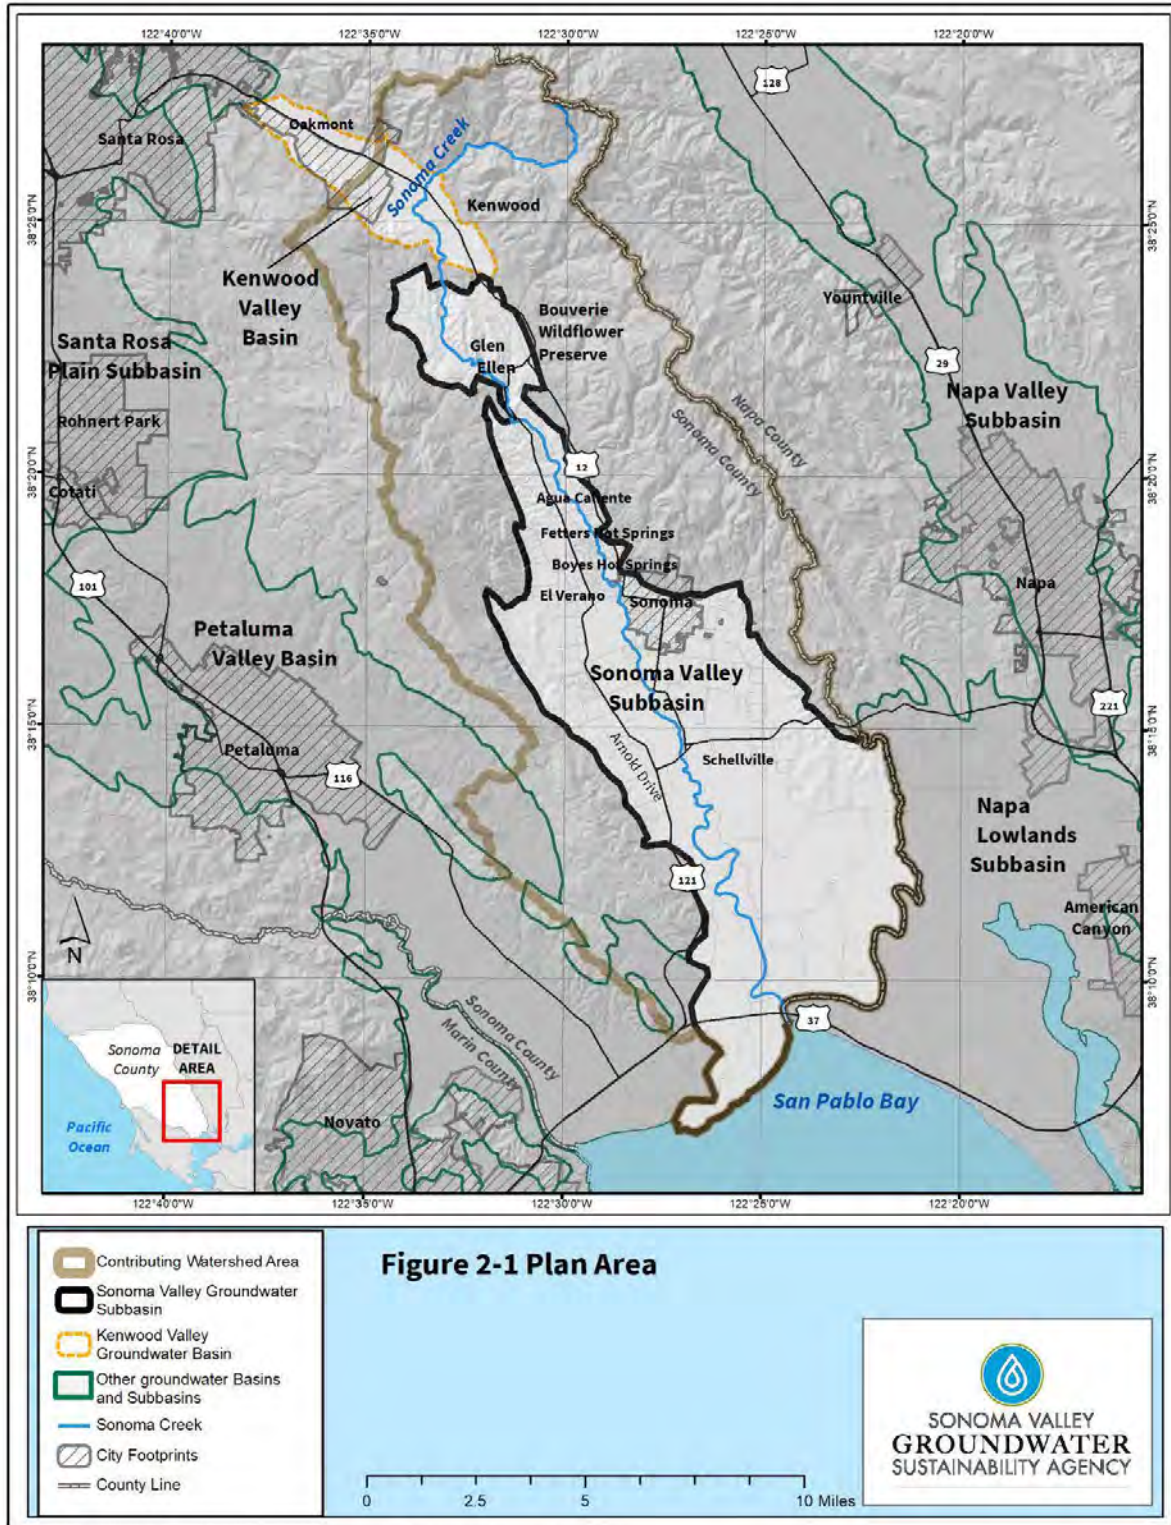 122°40'0"W
122°35'0"W
122°30'0"W
122°25'0"W
122°20'0"W
128
Oakmont
Santa Rosa
Sonoma Creek
Kenwood
38°25'0"N
38°25'0"N
Kenwood
Valley
Basin
Yountville
Bouverie
Wildflower
Preserve
Santa Rosa
Plain Subbasin
Glen
Ellen
29
Napa Valley
Subbasin
Napa County
Sonoma County
Rohnert Park
12
38°20'0"N
38°20'0"N
Cotati
Agua Caliente
Fetters Hot Springs
Boyes Hot Springs
101
El Verano
Sonoma
Napa
Petaluma
Valley Basin
Sonoma Valley
Subbasin
221
38°15'0"N
38°15'0"N
Petaluma
116
Arnold Drive
Schellville
Napa
Lowlands
Subbasin
121
American
Canyon
N
38°10'0"N
38°10'0"N
Sonoma County
Marin County
37
Sonoma
County
DETAIL
AREA
Pacific
Ocean
Novato
San Pablo Bay
122°40'0"W
122°35'0"W
122°30'0"W
122°25'0"W
122°20'0"W
Contributing Watershed Area
Sonoma Valley Groundwater
Subbasin
Kenwood Valley
Groundwater Basin
Other groundwater Basins
and Subbasins
Sonoma Creek
City Footprints
County Line
Figure 2-1 Plan Area
0
2.5
5
10 Miles
SONOMA VALLEY
GROUNDWATER
SUSTAINABILITY AGENCY